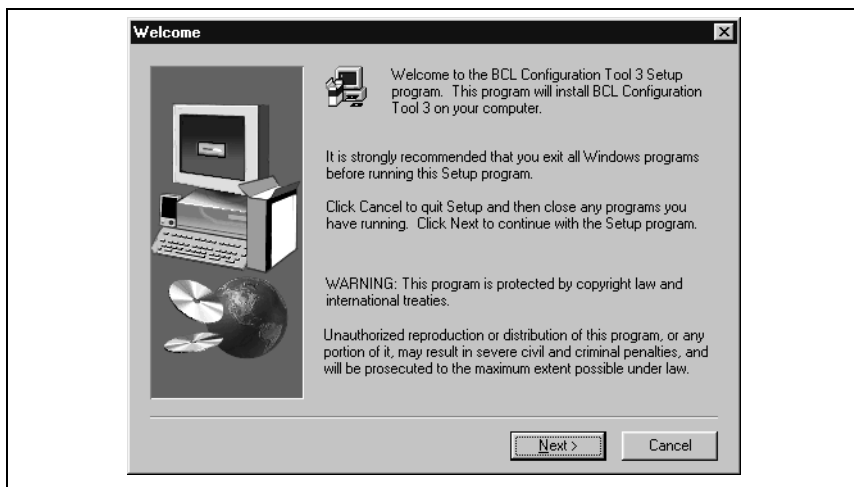 Welcome
Welcome to the BCL Configuration Tool 3 Setup
program. This program will install BCL Configuration
Tool 3 on your computer.
It is strongly recommended that you exit all Windows programs
before running this Setup program.
Click Cancel to quit Setup and then close any programs you
have running. Click Next to continue with the Setup program.
WARNING: This program is protected by copyright law and
international treaties.
Unauthorized reproduction or distribution of this program, or any
portion of it, may result in severe civil and criminal penalties, and
will be prosecuted to the maximum extent possible under law.
Next >
Cancel